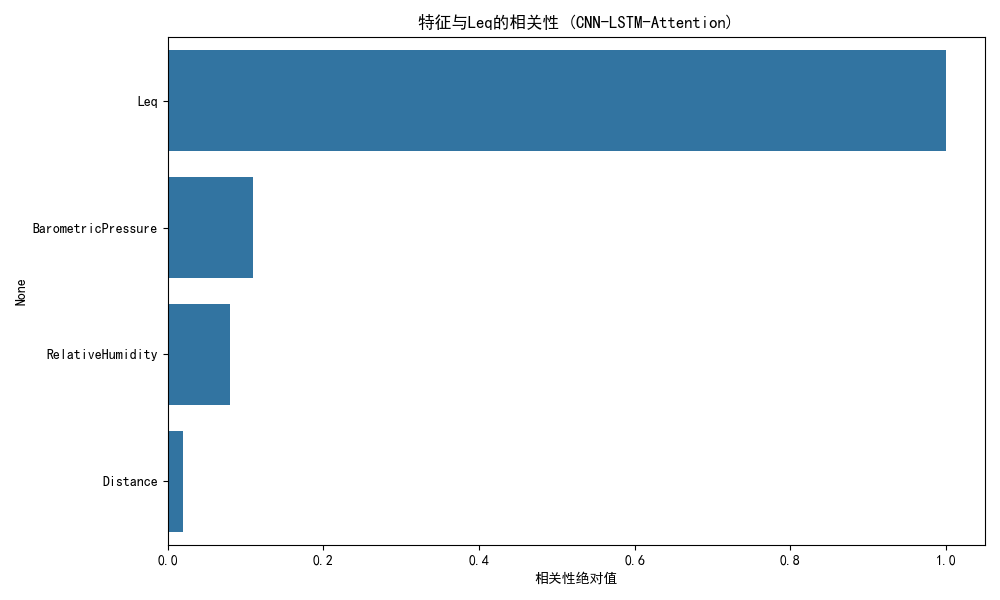 特征与Leq的相关性 (CNN-LSTM-Attention)
Leq
BarometricPressure
None
RelativeHumidity
Distance
0.0
0.2
0.4
0.6
0.8
1.0
相关性绝对值